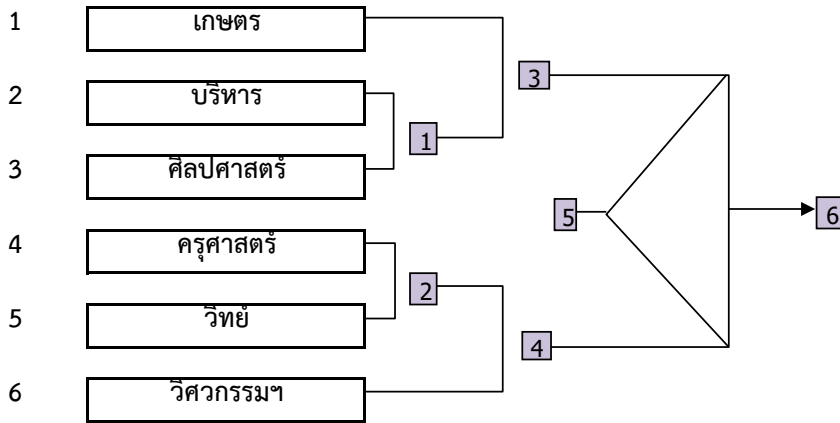 1 เกษตร
3
2 บริหาร
1
3 ศิลปศาสตร์
5
6
4 ครุศาสตร์
2
5 วิทย์
4
6 วิศวกรรมฯ